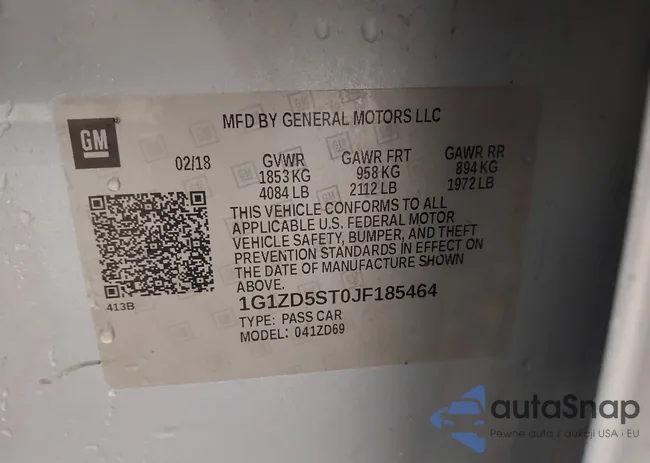 GM
MFD BY GENERAL MOTORS LLC
02/18 GVWR GAWR FRT GAWR RR
1853 KG 958 KG 894 KG
4084 LB 2112 LB 1972 LB
THIS VEHICLE CONFORMS TO ALL
APPLICABLE U.S. FEDERAL MOTOR
VEHICLE SAFETY, BUMPER, AND THEFT
PREVENTION STANDARDS IN EFFECT ON
THE DATE OF MANUFACTURE SHOWN
ABOVE.
413B
1G1ZD5ST0JF185464
TYPE: PASS CAR
MODEL: 041ZD69
autaSnap
Pewne auta z aukcji USA i EU